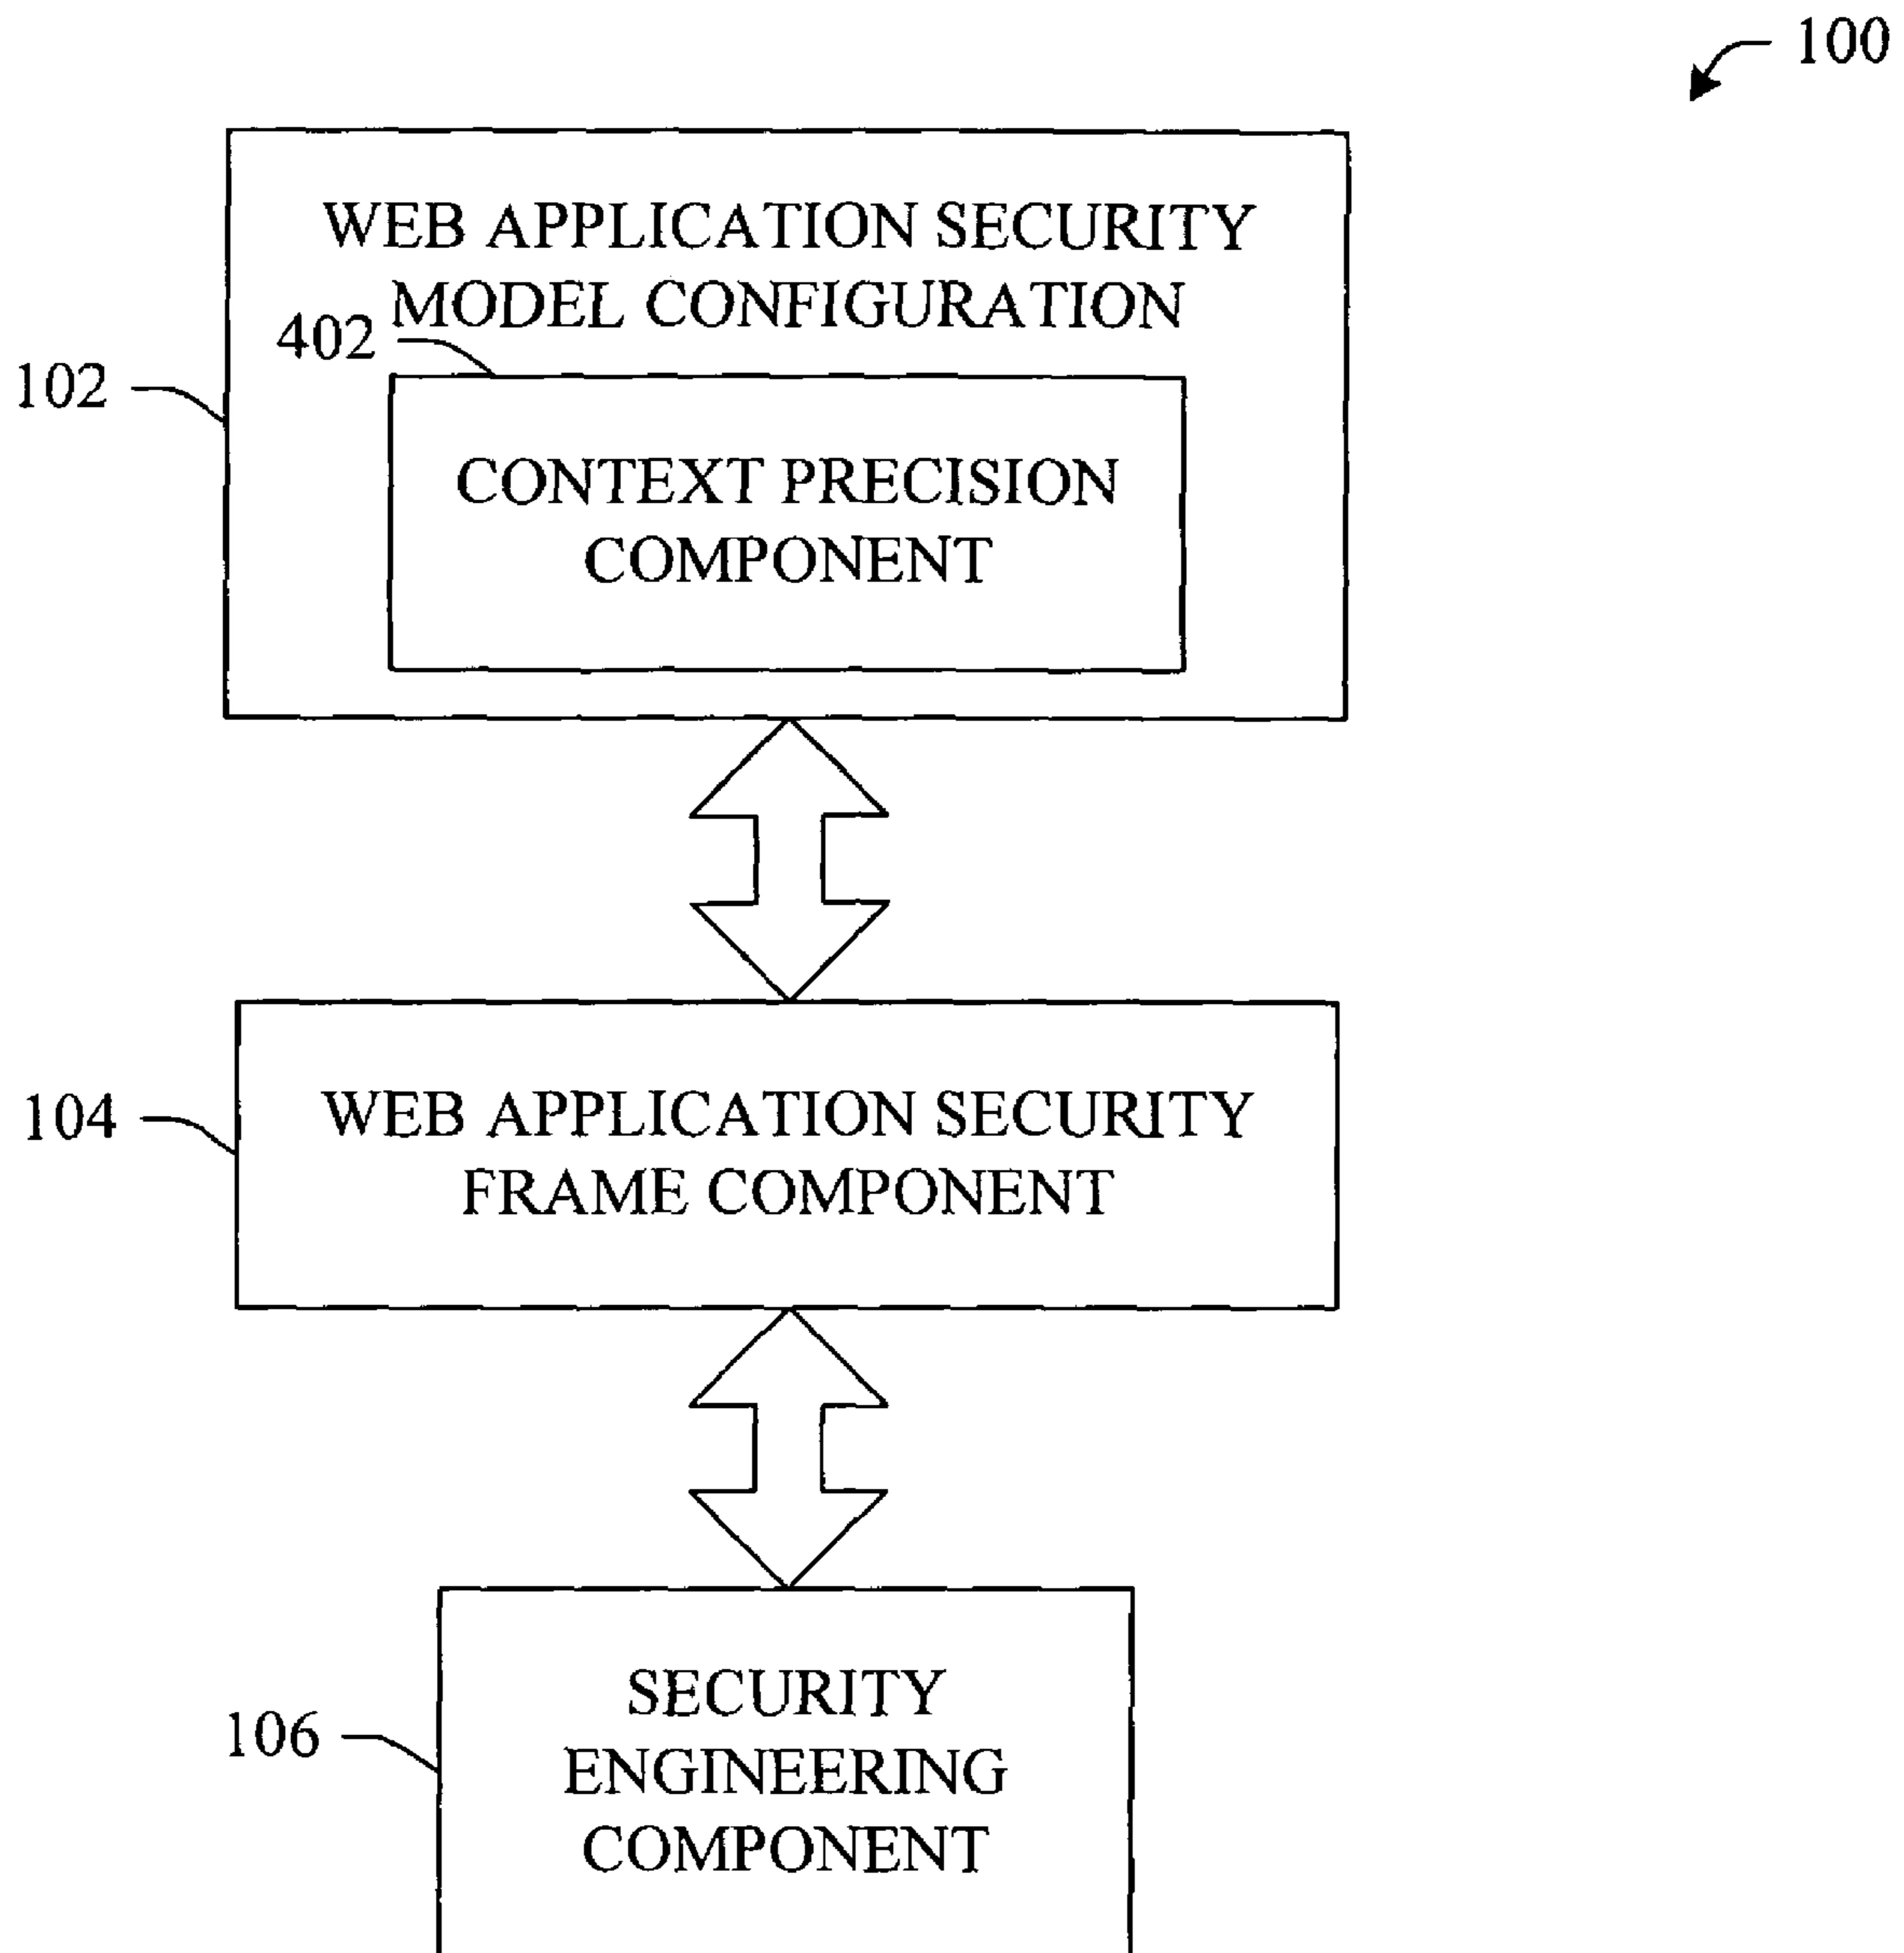 100
WEB APPLICATION SECURITY
MODEL CONFIGURATION
402
102
CONTEXT PRECISION
COMPONENT
104
WEB APPLICATION SECURITY
FRAME COMPONENT
106
SECURITY
ENGINEERING
COMPONENT